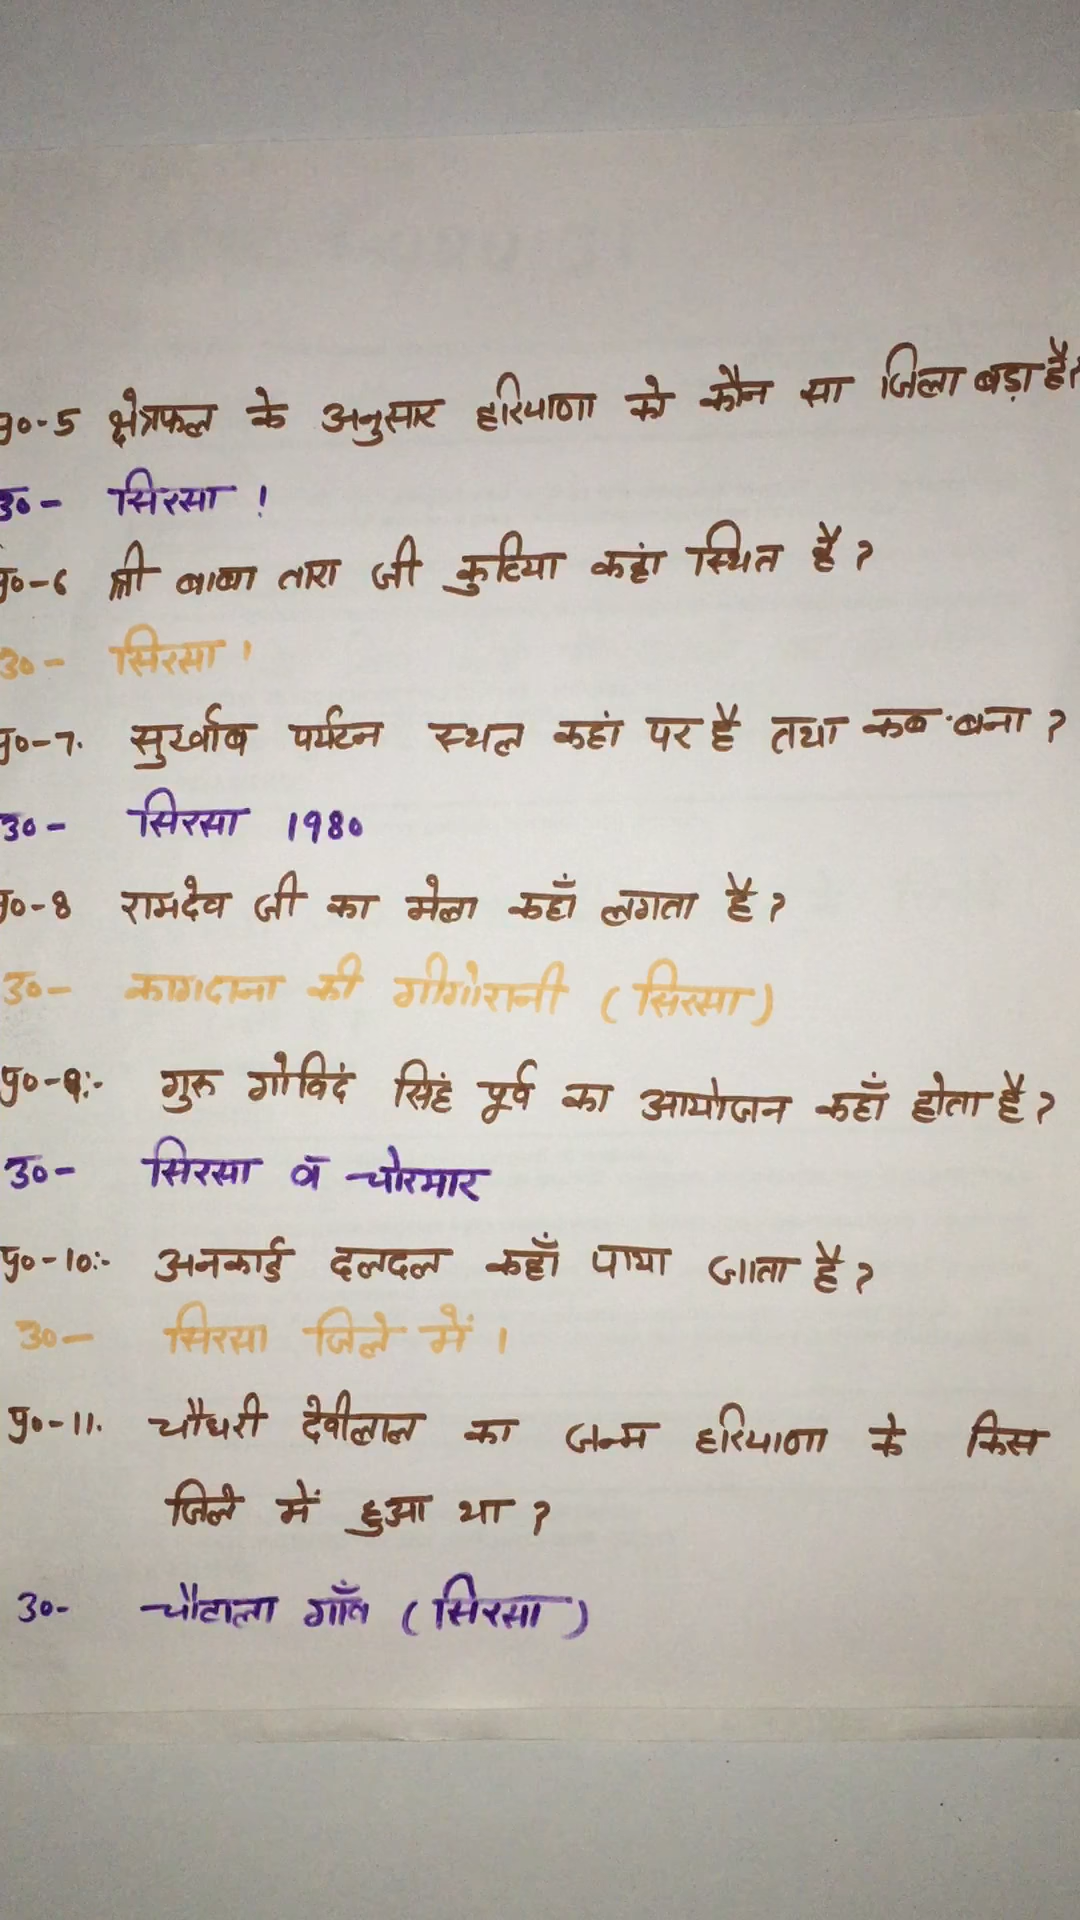 प्र०-5 क्षेत्रफल के अनुसार हरियाणा को कौन सा जिला बड़ा है?
उ०- सिरसा !
प्र०-6 श्री बाबा तारा जी कुटिया कहां स्थित है ?
उ०- सिरसा ।
प्र०-7. सुर्खाब पर्यटन स्थल कहां पर है तथा कब बना ?
उ०- सिरसा 1980
प्र०-8 रामदेव जी का मेला कहाँ लगता है ?
उ०- कागदाना की गीगोरानी (सिरसा)
प्र०-9:- गुरू गोविदं सिहं पूर्व का आयोजन कहाँ होता है ?
उ०- सिरसा व चोरमार
प्र०-10:- अनकाई दलदल कहाँ पाया जाता है ?
उ०- सिरसा जिले में ।
प्र०-11. चौधरी देवीलाल का जन्म हरियाणा के किस
जिले में हुआ था ?
उ०- चौटाला गाँव (सिरसा)